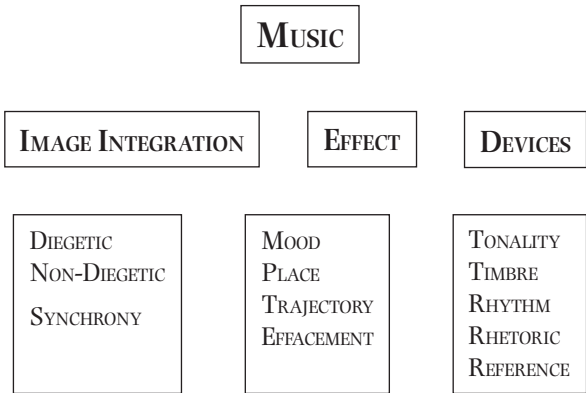 Music
Image Integration
Effect
Devices
Diegetic
Non-Diegetic
Synchrony
Mood
Place
Trajectory
Effacement
Tonality
Timbre
Rhythm
Rhetoric
Reference